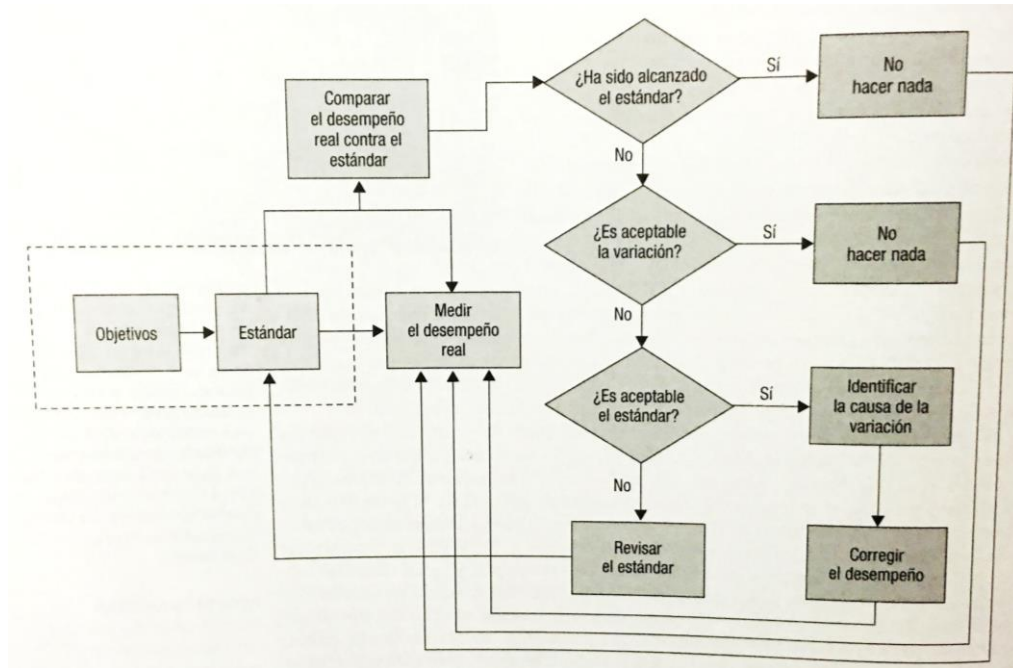 Comparar
el desempeño
real contra el
estándar
¿Ha sido alcanzado
el estándar?
Sí
No
hacer nada
No
¿Es aceptable
la variación?
Sí
No
hacer nada
Objetivos
Estándar
Medir
el desempeño
real
No
¿Es aceptable
el estándar?
Sí
Identificar
la causa de la
variación
No
Revisar
el estándar
Corregir
el desempeño